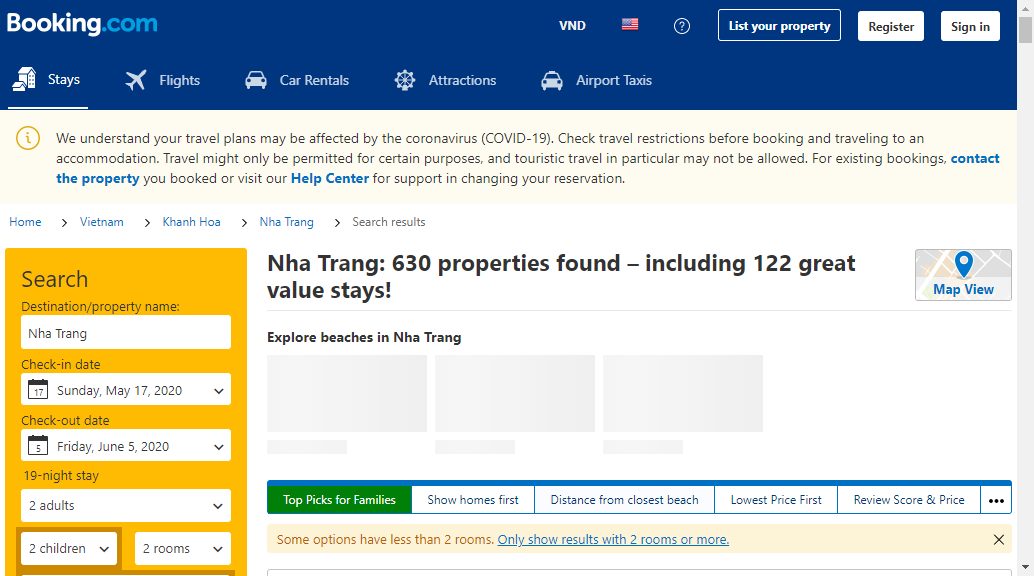 Booking.com
VND
List your property
Register
Sign in
Stays
Flights
Car Rentals
Attractions
Airport Taxis
We understand your travel plans may be affected by the coronavirus (COVID-19). Check travel restrictions before booking and traveling to an
accommodation. Travel might only be permitted for certain purposes, and touristic travel in particular may not be allowed. For existing bookings, contact
the property you booked or visit our Help Center for support in changing your reservation.
Home > Vietnam > Khanh Hoa > Nha Trang > Search results
Search
Destination/property name:
Nha Trang
Check-in date
17
Sunday, May 17, 2020
Check-out date
5
Friday, June 5, 2020
19-night stay
2 adults
2 children
2 rooms
Nha Trang: 630 properties found – including 122 great
value stays!
Map View
Explore beaches in Nha Trang
Top Picks for Families
Show homes first
Distance from closest beach
Lowest Price First
Review Score & Price
•••
Some options have less than 2 rooms. Only show results with 2 rooms or more.